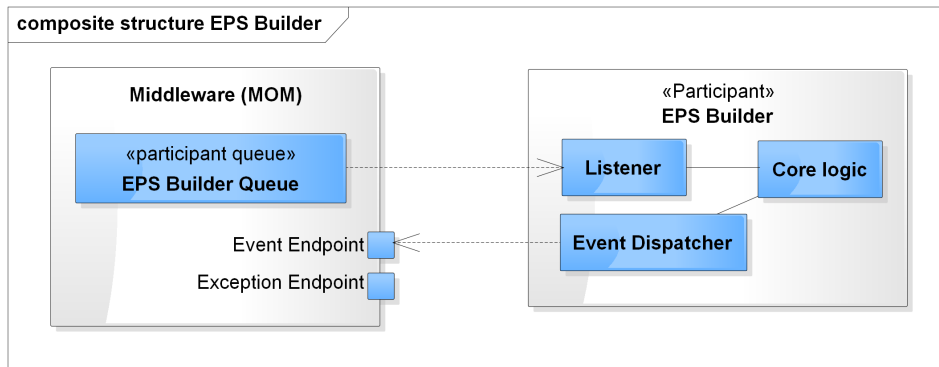 composite structure EPS Builder
Middleware (MOM)
«participant queue»
EPS Builder Queue
Event Endpoint
Exception Endpoint
«Participant»
EPS Builder
Listener
Core logic
Event Dispatcher